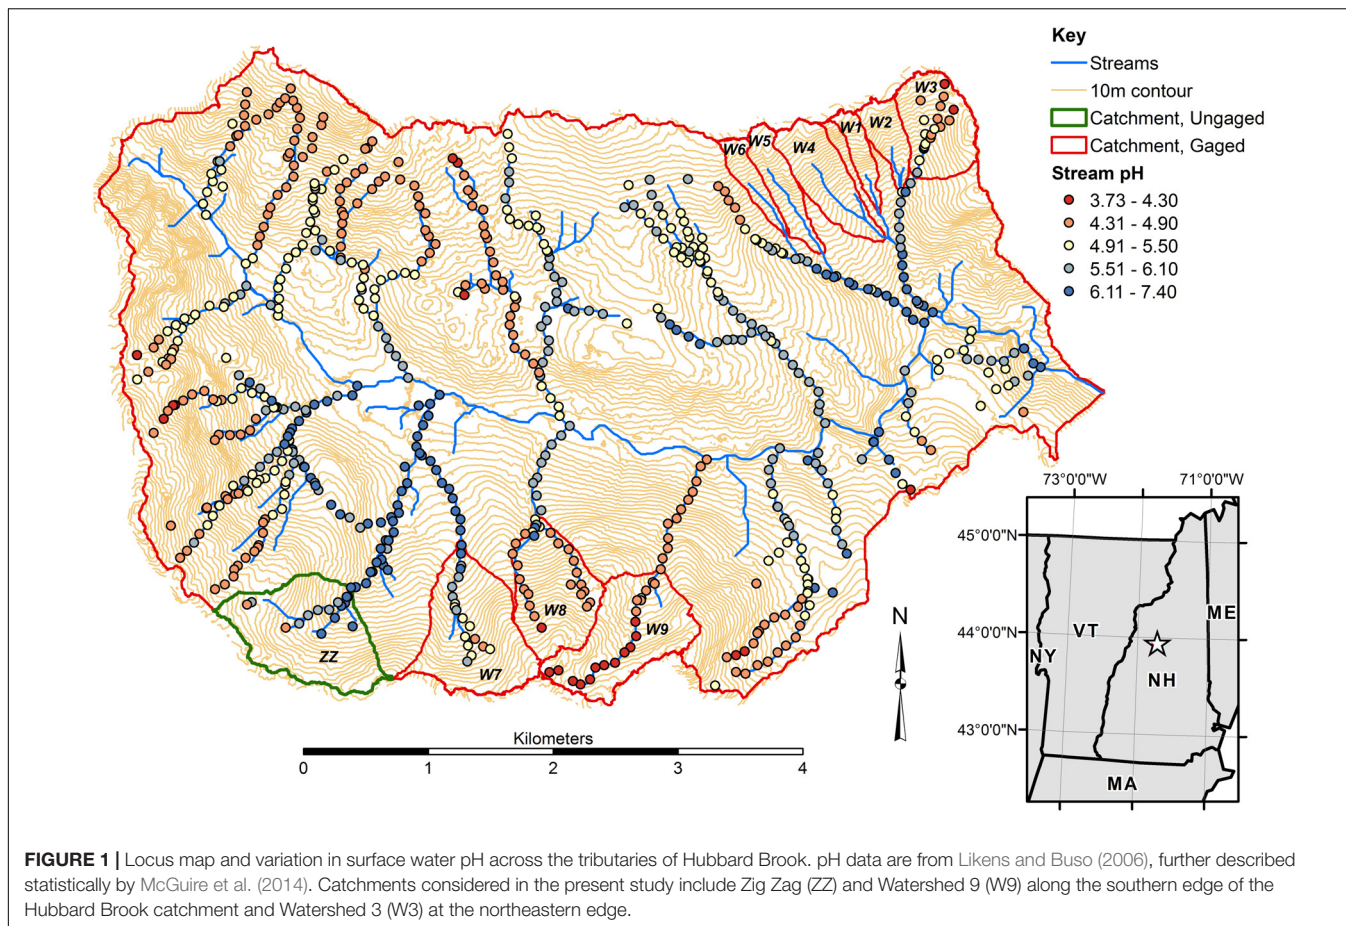 Key
Streams
10m contour
Catchment, Ungaged
Catchment, Gaged
Stream pH
3.73 - 4.30
4.31 - 4.90
4.91 - 5.50
5.51 - 6.10
6.11 - 7.40
W3
W2
W1
W4
W5
W6
ZZ
W7
W8
W9
N
Kilometers
0 1 2 3 4
73°0'0"W 71°0'0"W
45°0'0"N
44°0'0"N
43°0'0"N
ME
VT
NY
NH
MA
FIGURE 1 | Locus map and variation in surface water pH across the tributaries of Hubbard Brook. pH data are from Likens and Buso (2006), further described
statistically by McGuire et al. (2014). Catchments considered in the present study include Zig Zag (ZZ) and Watershed 9 (W9) along the southern edge of the
Hubbard Brook catchment and Watershed 3 (W3) at the northeastern edge.